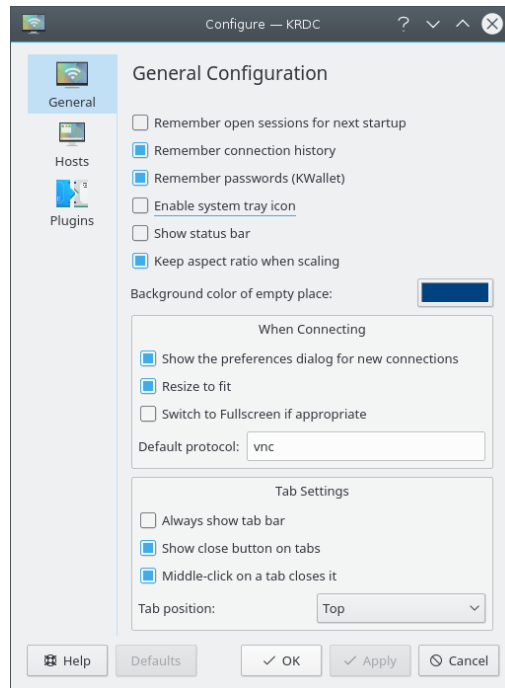 Configure — KRDC
General
Hosts
Plugins
General Configuration
Remember open sessions for next startup
Remember connection history
Remember passwords (KWallet)
Enable system tray icon
Show status bar
Keep aspect ratio when scaling
Background color of empty place:
When Connecting
Show the preferences dialog for new connections
Resize to fit
Switch to Fullscreen if appropriate
Default protocol: vnc
Tab Settings
Always show tab bar
Show close button on tabs
Middle-click on a tab closes it
Tab position: Top
Help Defaults OK Apply Cancel